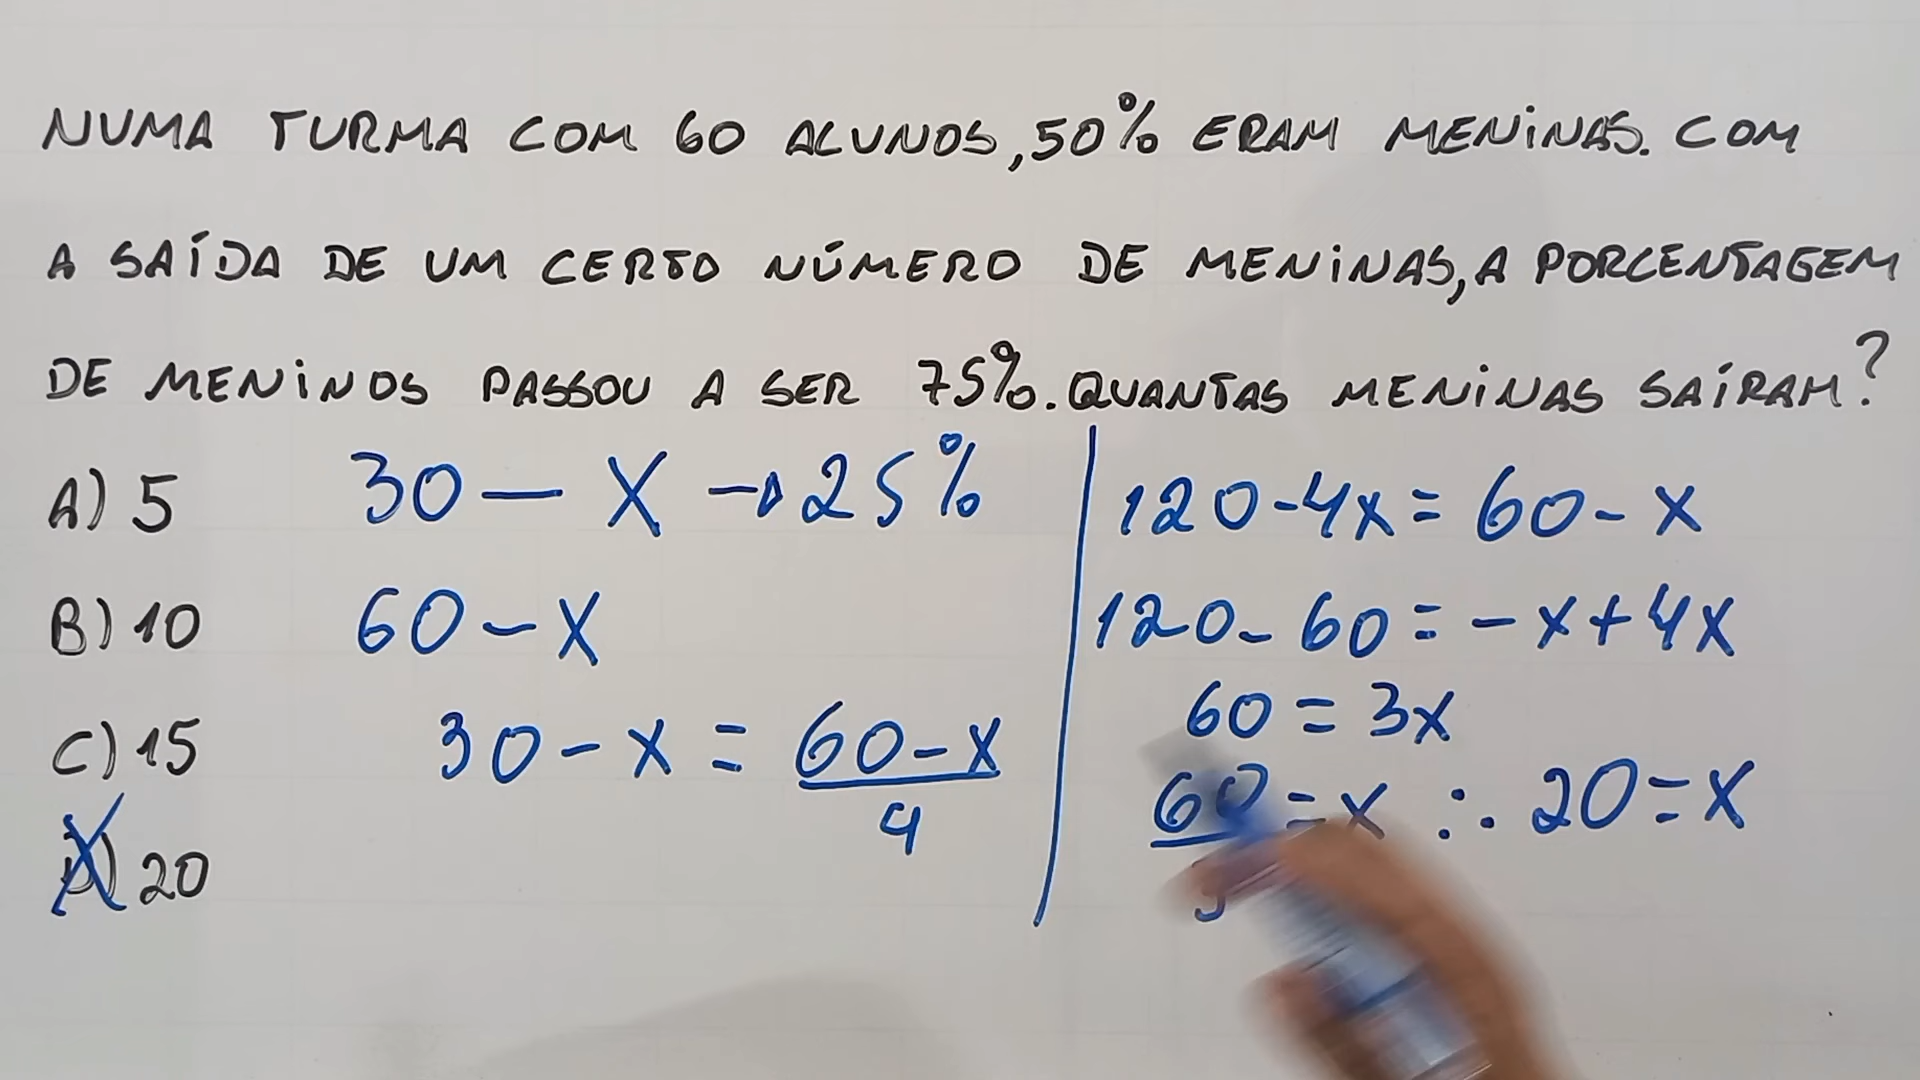 NUMA TURMA COM 60 ALUNOS, 50% ERAM MENINAS. COM
A SAÍDA DE UM CERTO NÚMERO DE MENINAS, A PORCENTAGEM
DE MENINOS PASSOU A SER 75%. QUANTAS MENINAS SAÍRAM?
A) 5
B) 10
C) 15
D) 20
30 - X → 25%
60 - X
30 - X = 60 - X
4
120 - 4X = 60 - X
120 - 60 = - X + 4X
60 = 3X
60 = X ∴ 20 = X